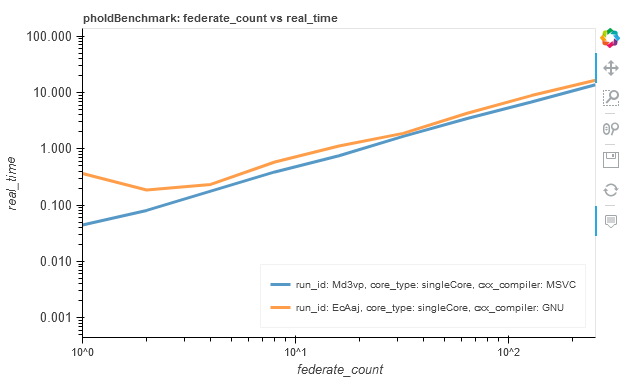 pholdBenchmark: federate_count vs real_time
100.000
10.000
1.000
0.100
0.010
0.001
real_time
run_id: Md3vp, core_type: singleCore, cxx_compiler: MSVC
run_id: EcAaj, core_type: singleCore, cxx_compiler: GNU
10^0 10^1 10^2
federate_count